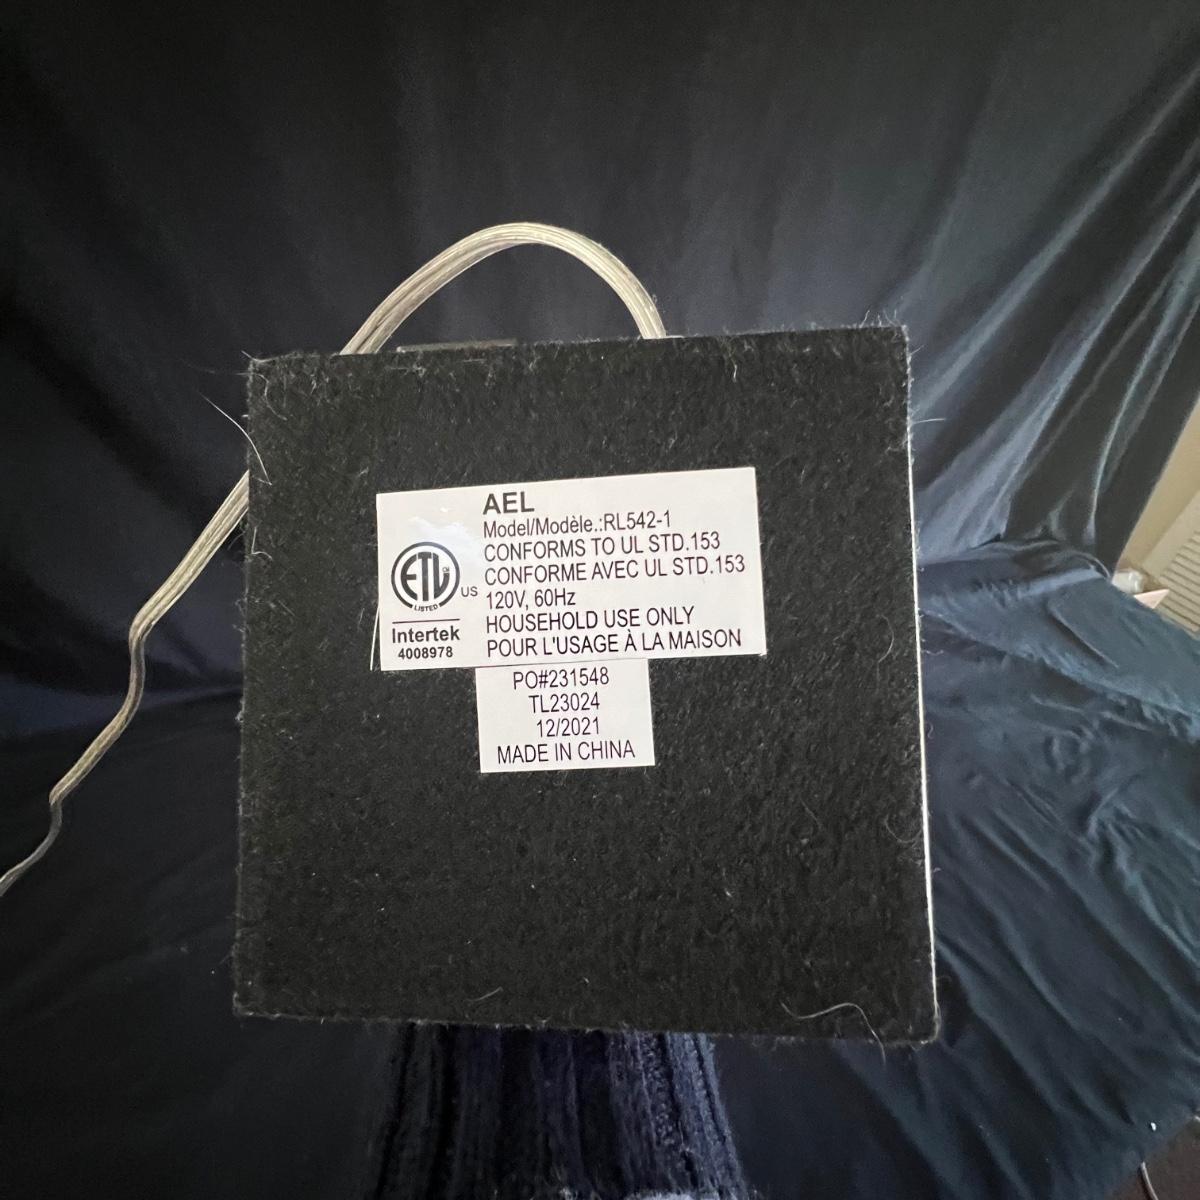 AEL
Model/Modèle.:RL542-1
CONFORMS TO UL STD.153
CONFORME AVEC UL STD.153
120V, 60Hz
HOUSEHOLD USE ONLY
POUR L'USAGE À LA MAISON
ETL
CM
LISTED
US
Intertek
4008978
PO#231548
TL23024
12/2021
MADE IN CHINA